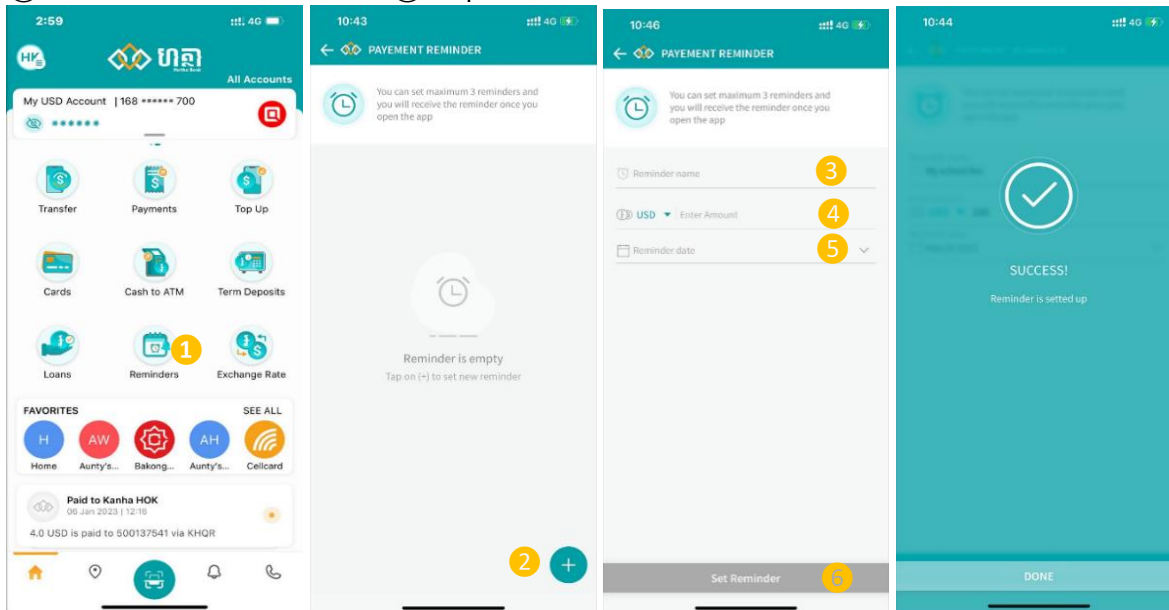 2:59
4G
HK
ហត្ថា
Hattha Bank
All Accounts
My USD Account | 168 ****** 700
******
Transfer
Payments
Top Up
Cards
Cash to ATM
Term Deposits
Loans
Reminders
1
Exchange Rate
FAVORITES
SEE ALL
H
AW
AH
Home
Aunty's...
Bakong...
Aunty's...
Cellcard
Paid to Kanha HOK
06 Jan 2023 | 12:16
4.0 USD is paid to 500137541 via KHQR
10:43
4G
PAYEMENT REMINDER
You can set maximum 3 reminders and
you will receive the reminder once you
open the app
Reminder is empty
Tap on (+) to set new reminder
2
+
10:46
4G
PAYEMENT REMINDER
You can set maximum 3 reminders and
you will receive the reminder once you
open the app
Reminder name
3
USD
Enter Amount
4
Reminder date
5
Set Reminder
6
10:44
4G
SUCCESS!
Reminder is setted up
DONE